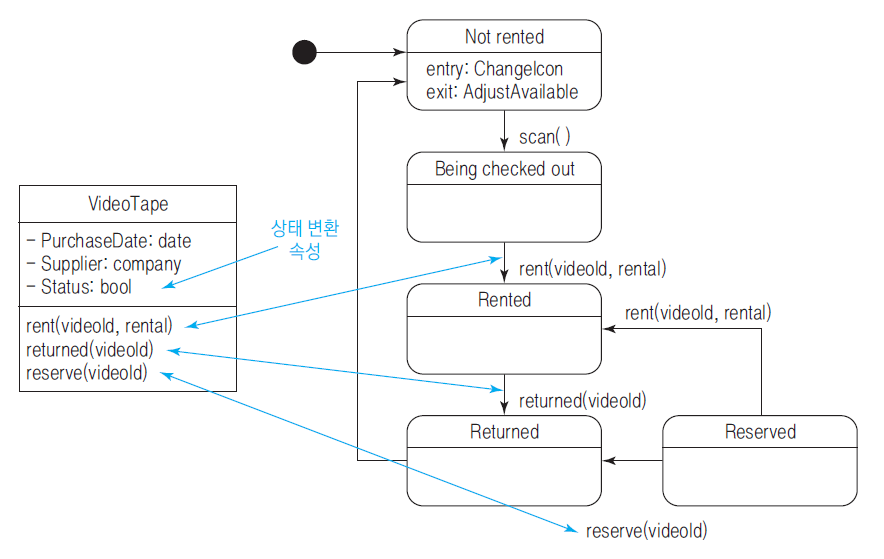 Not rented
entry: ChangeIcon
exit: AdjustAvailable
scan( )
Being checked out
VideoTape
- PurchaseDate: date
- Supplier: company
- Status: bool
rent(videoId, rental)
returned(videoId)
reserve(videoId)
상태 변환
속성
rent(videoId, rental)
Rented
rent(videoId, rental)
returned(videoId)
Returned
Reserved
reserve(videoId)